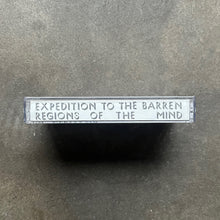 EXPEDITION TO THE BARREN
REGIONS OF THE MIND